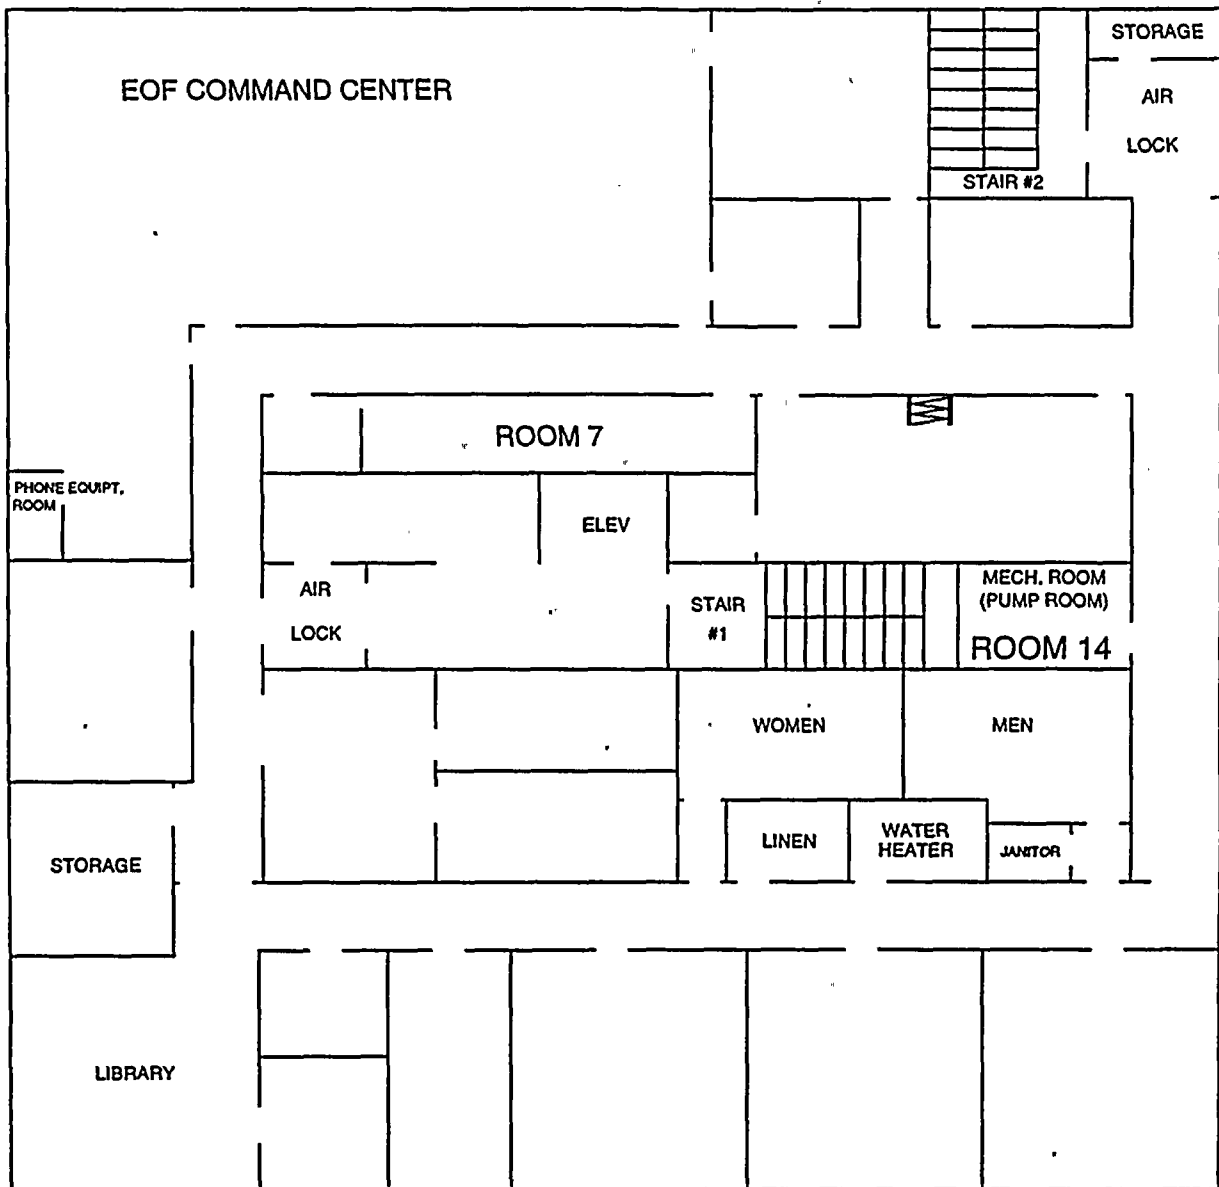 STORAGE
EOF COMMAND CENTER
AIR
LOCK
STAIR #2
ROOM 7
PHONE EQUIPT,
ROOM
ELEV
AIR
LOCK
STAIR
#1
MECH. ROOM
(PUMP ROOM)
ROOM 14
WOMEN
MEN
LINEN
WATER
HEATER
JANITOR
STORAGE
LIBRARY